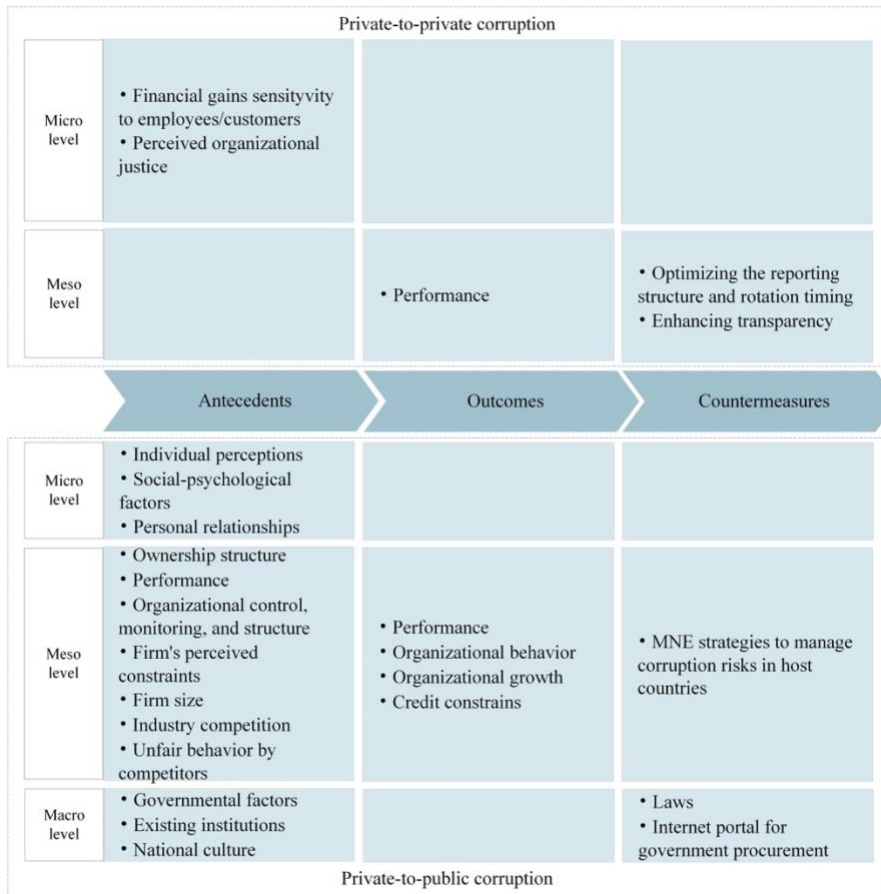 Private-to-private corruption
Micro
level
• Financial gains sensityvity
to employees/customers
• Perceived organizational
justice
Meso
level
• Performance
• Optimizing the reporting
structure and rotation timing
• Enhancing transparency
Antecedents
Outcomes
Countermeasures
Micro
level
• Individual perceptions
• Social-psychological
factors
• Personal relationships
Meso
level
• Ownership structure
• Performance
• Organizational control,
monitoring, and structure
• Firm's perceived
constraints
• Firm size
• Industry competition
• Unfair behavior by
competitors
• Performance
• Organizational behavior
• Organizational growth
• Credit constrains
• MNE strategies to manage
corruption risks in host
countries
Macro
level
• Governmental factors
• Existing institutions
• National culture
• Laws
• Internet portal for
government procurement
Private-to-public corruption